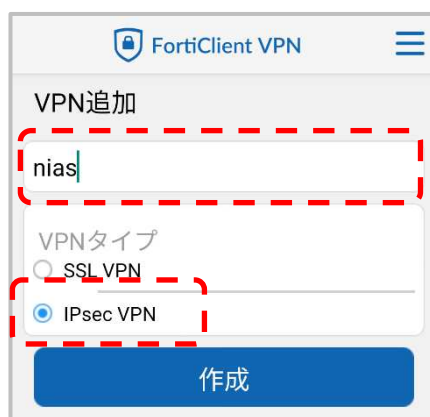 FortiClient VPN
VPN追加
nias
VPNタイプ
SSL VPN
IPsec VPN
作成